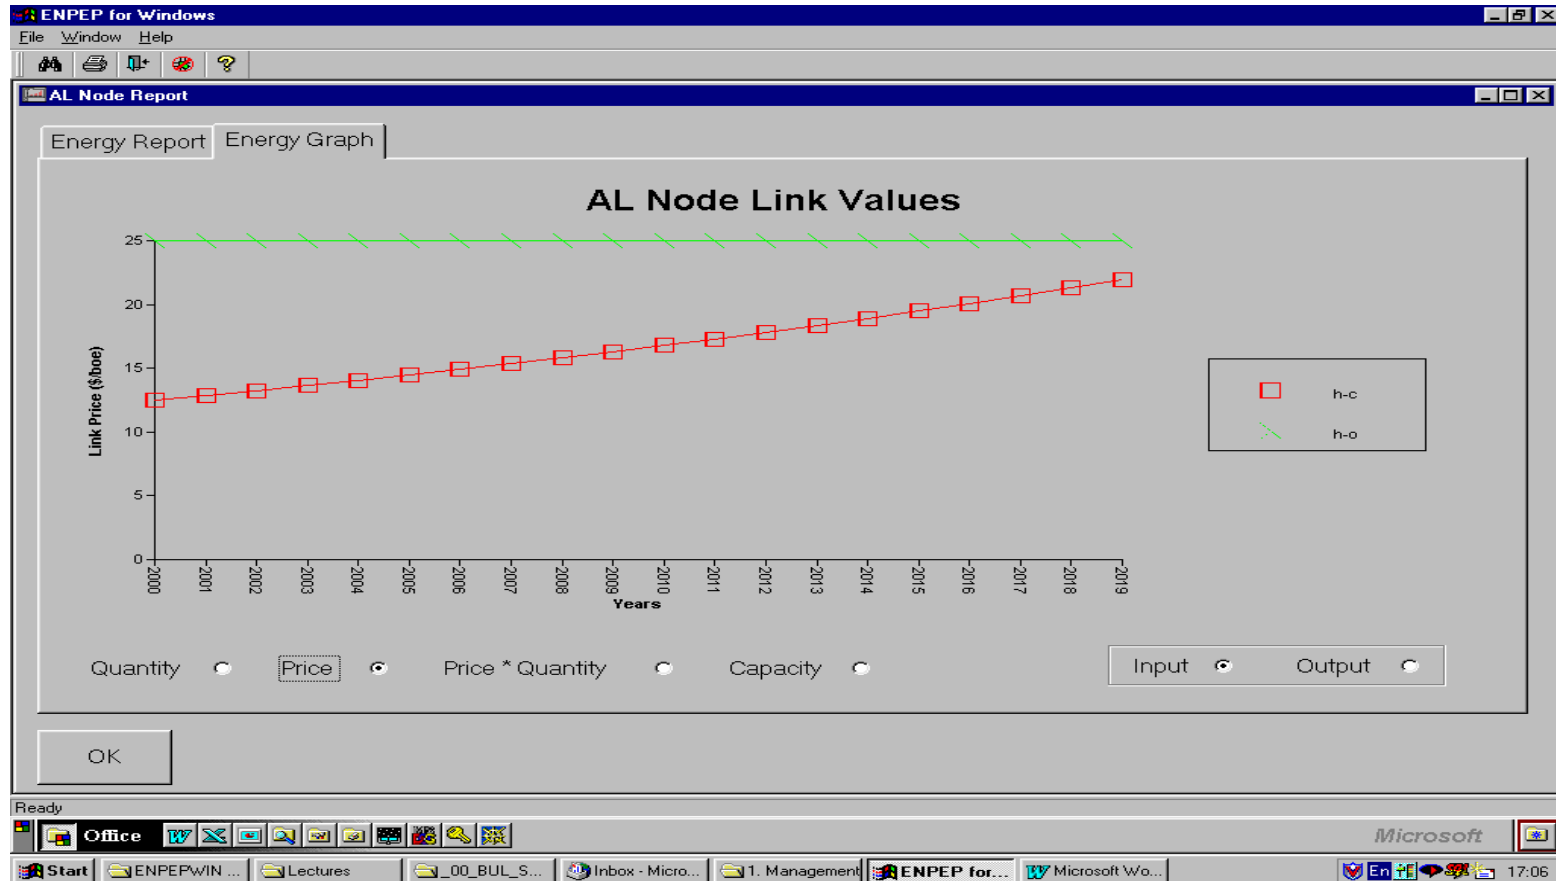 ENPEP for Windows
File Window Help
AL Node Report
Energy Report Energy Graph
AL Node Link Values
25
20
15
10
5
0
Link Price ($/boe)
2000 2001 2002 2003 2004 2005 2006 2007 2008 2009 2010 2011 2012 2013 2014 2015 2016 2017 2018 2019
Years
h-c
h-o
Quantity Price Price * Quantity Capacity Input Output
OK
Ready
Office Microsoft
Start ENPEPWIN ... Lectures _00_BUL_S... Inbox - Micro... 1. Management ENPEP for... Microsoft Wo... En 17:06